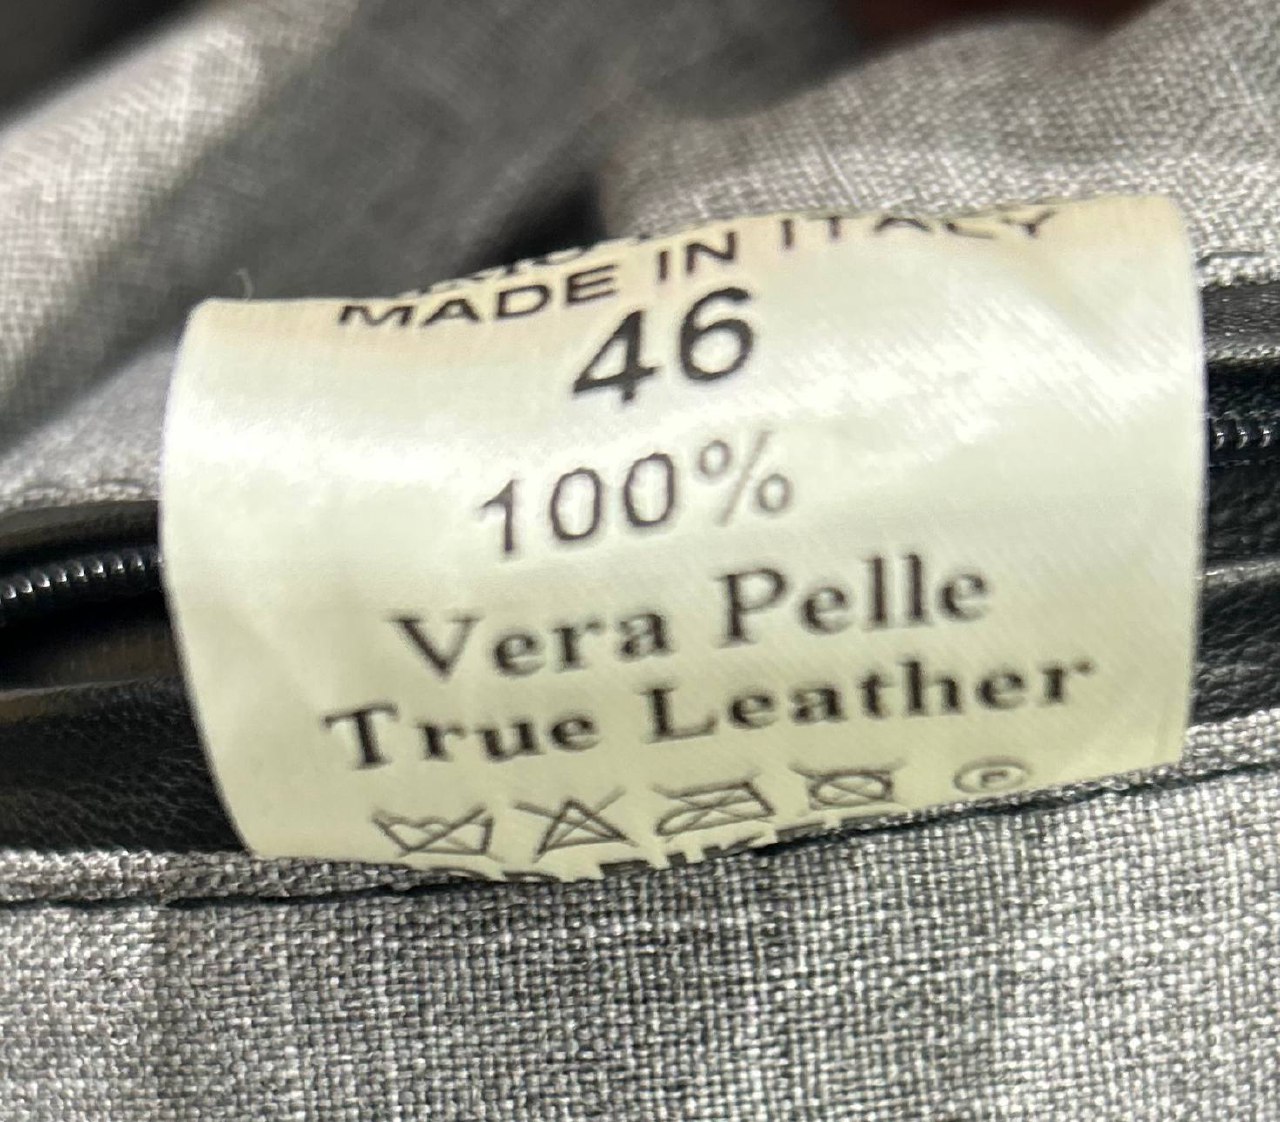 MADE IN ITALY
46
100%
Vera Pelle
True Leather
P